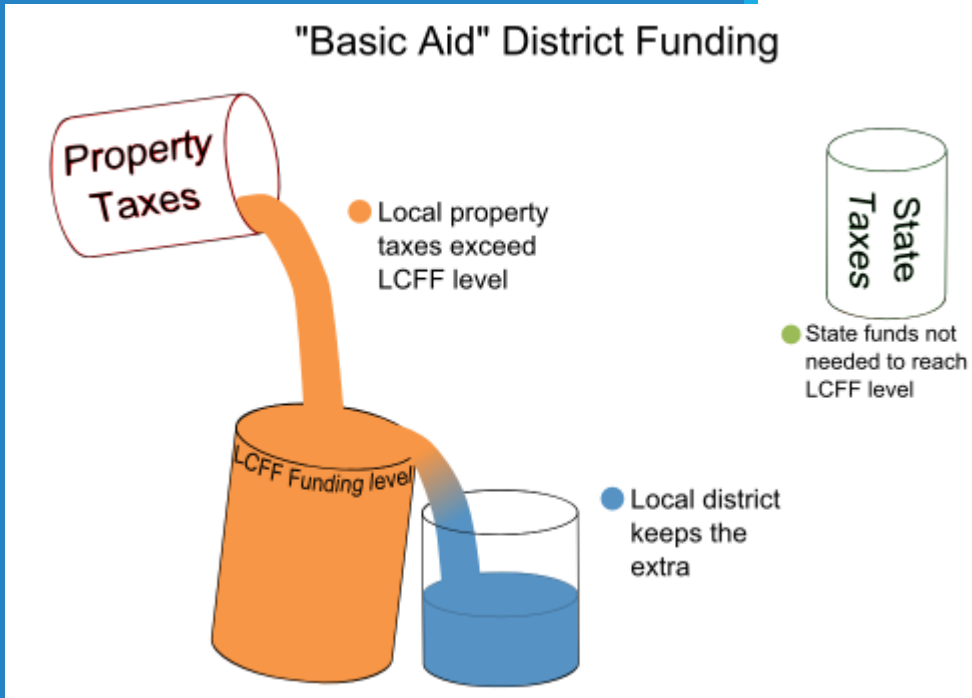 "Basic Aid" District Funding
Property
Taxes
Local property
taxes exceed
LCFF level
State
Taxes
State funds not
needed to reach
LCFF level
LCFF Funding level
Local district
keeps the
extra